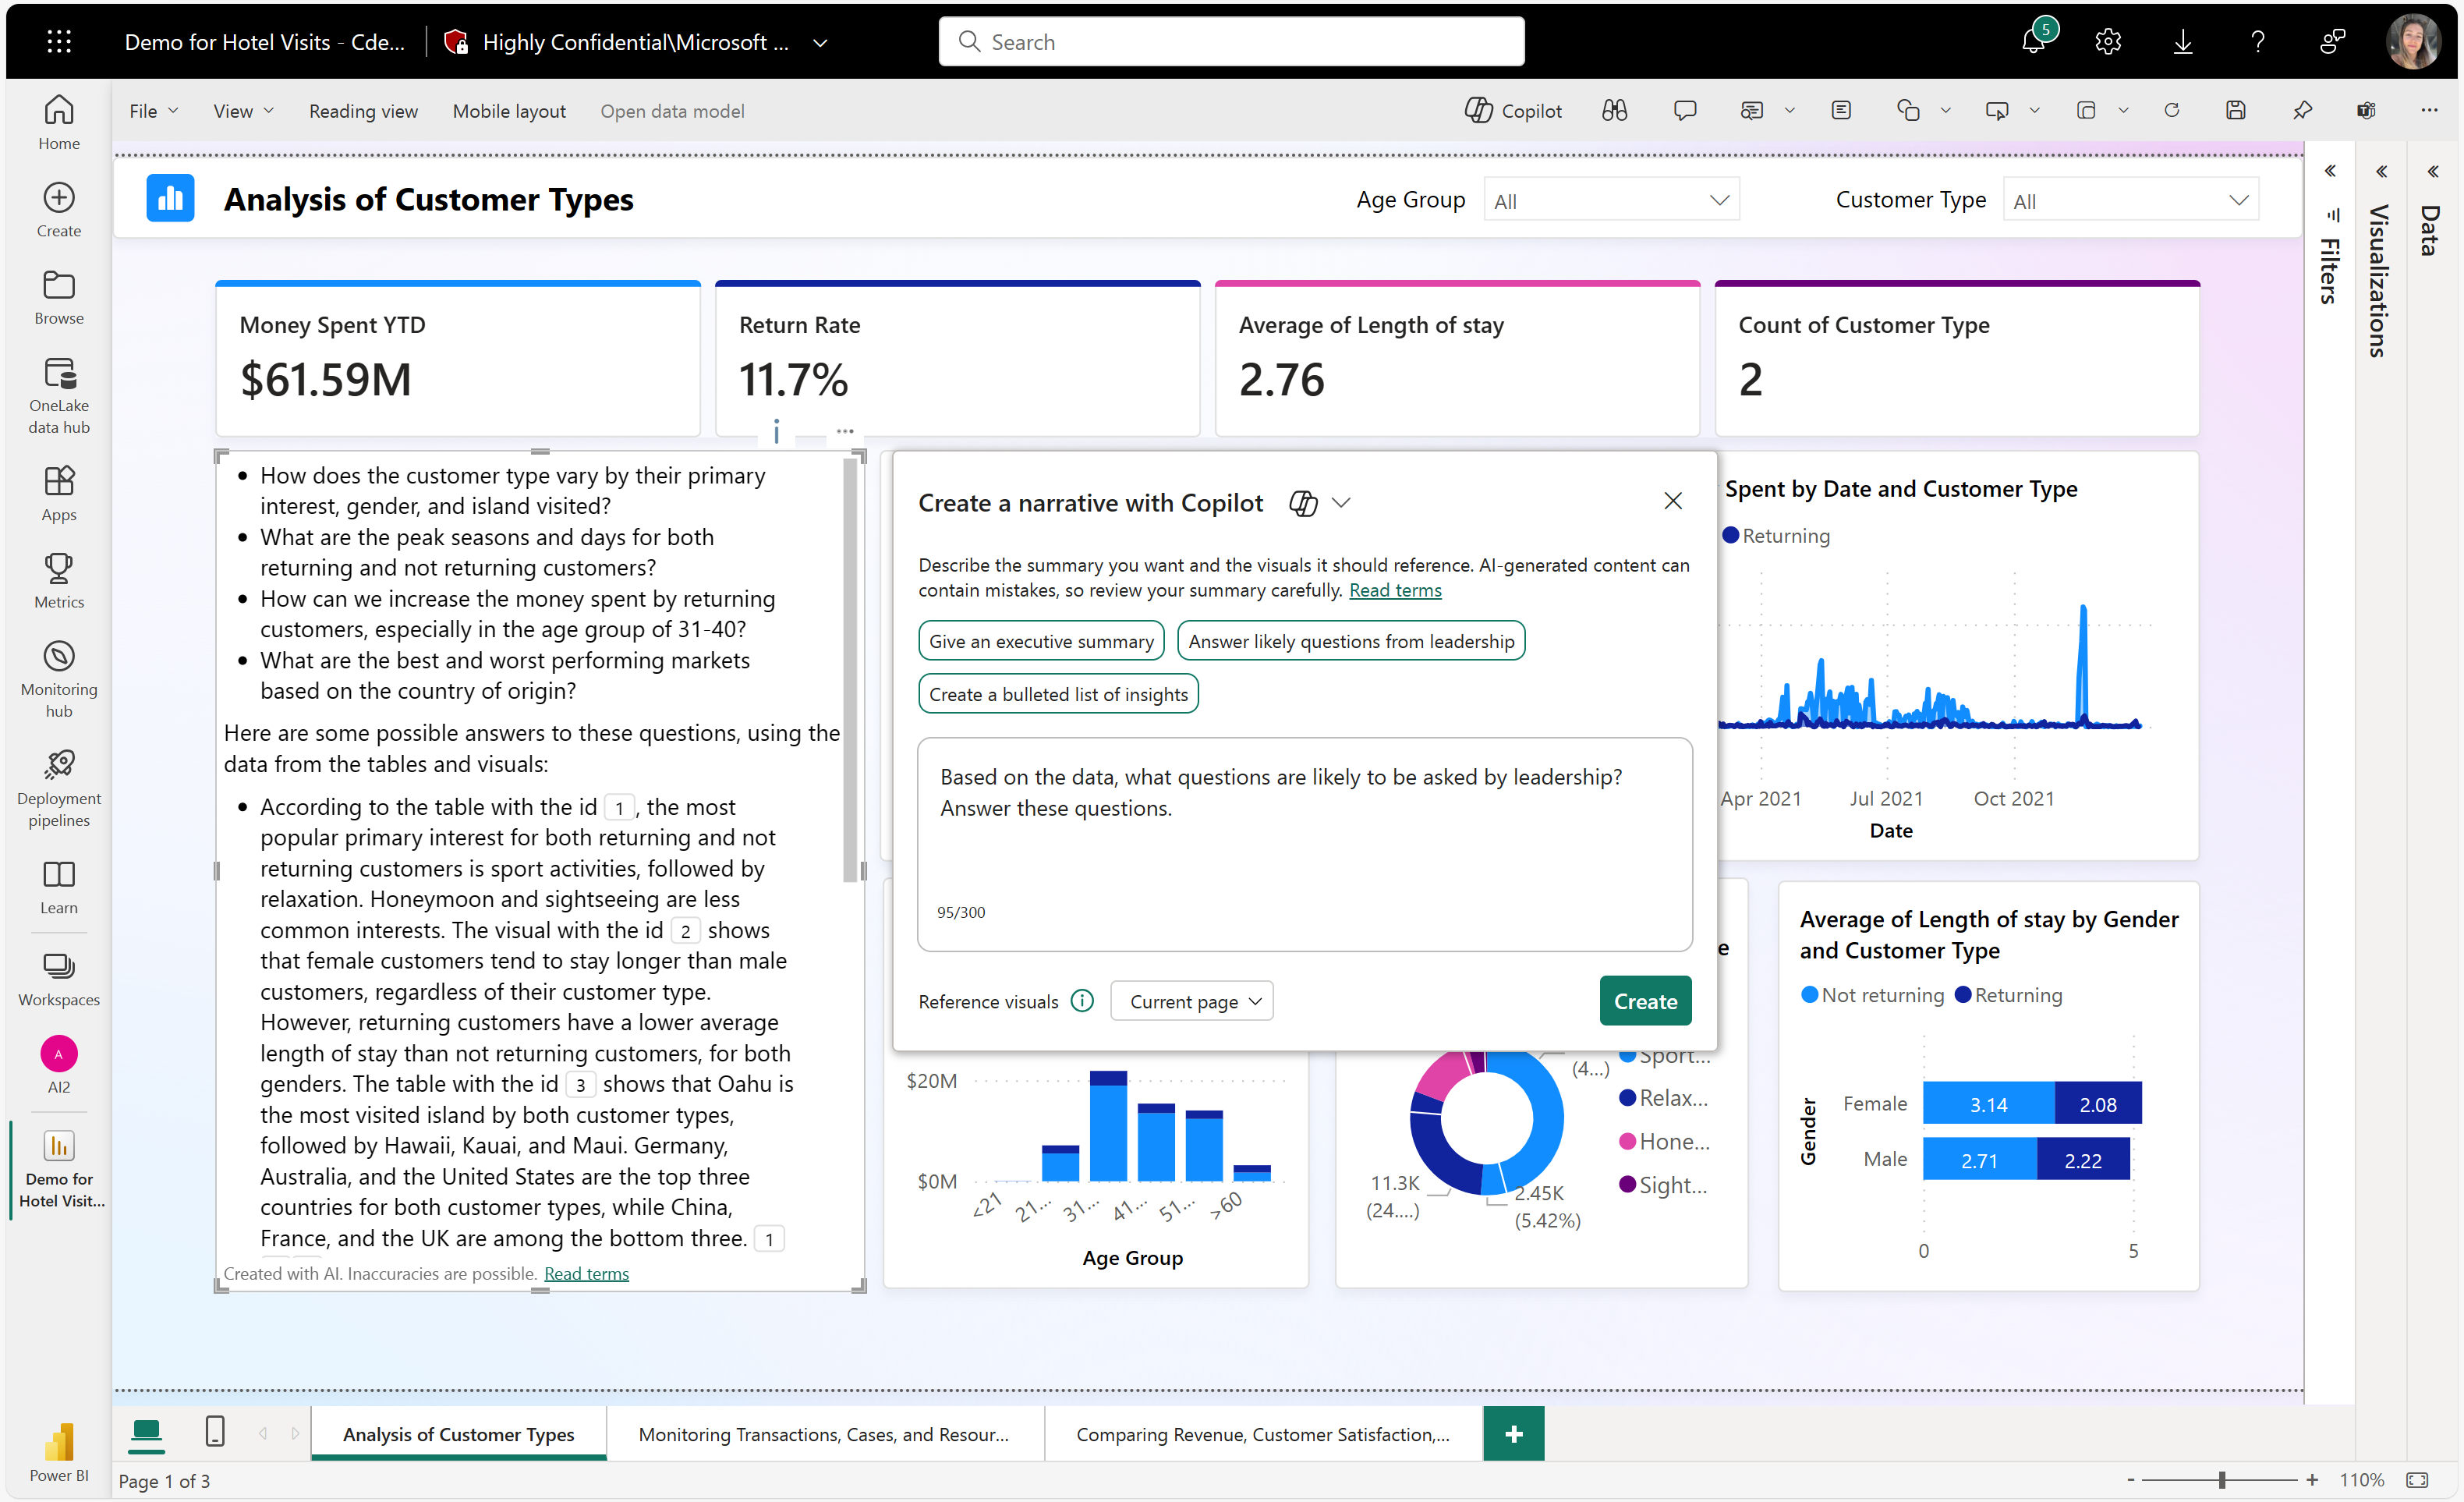 Demo for Hotel Visits - Cde...
Highly Confidential\Microsoft ...
Search
5
Home
Create
Browse
OneLake
data hub
Apps
Metrics
Monitoring
hub
Deployment
pipelines
Learn
Workspaces
A
AI2
Demo for
Hotel Visit...
Power BI
File
View
Reading view
Mobile layout
Open data model
Copilot
...
Analysis of Customer Types
Age Group
All
Customer Type
All
Filters
Visualizations
Data
Money Spent YTD
$61.59M
Return Rate
11.7%
Average of Length of stay
2.76
Count of Customer Type
2
• How does the customer type vary by their primary
interest, gender, and island visited?
• What are the peak seasons and days for both
returning and not returning customers?
• How can we increase the money spent by returning
customers, especially in the age group of 31-40?
• What are the best and worst performing markets
based on the country of origin?
Here are some possible answers to these questions, using the
data from the tables and visuals:
• According to the table with the id 1, the most
popular primary interest for both returning and not
returning customers is sport activities, followed by
relaxation. Honeymoon and sightseeing are less
common interests. The visual with the id 2 shows
that female customers tend to stay longer than male
customers, regardless of their customer type.
However, returning customers have a lower average
length of stay than not returning customers, for both
genders. The table with the id 3 shows that Oahu is
the most visited island by both customer types,
followed by Hawaii, Kauai, and Maui. Germany,
Australia, and the United States are the top three
countries for both customer types, while China,
France, and the UK are among the bottom three. 1
Created with AI. Inaccuracies are possible. Read terms
Create a narrative with Copilot
Describe the summary you want and the visuals it should reference. AI-generated content can
contain mistakes, so review your summary carefully. Read terms
Give an executive summary
Answer likely questions from leadership
Create a bulleted list of insights
Based on the data, what questions are likely to be asked by leadership?
Answer these questions.
95/300
Reference visuals
Current page
Create
Spent by Date and Customer Type
Returning
Apr 2021
Jul 2021
Oct 2021
Date
$20M
$0M
<21
21...
31...
41...
51...
>60
Age Group
e
(4...)
11.3K
(24....)
2.45K
(5.42%)
Sport...
Relax...
Hone...
Sight...
Average of Length of stay by Gender
and Customer Type
Not returning
Returning
Gender
Female
3.14
2.08
Male
2.71
2.22
0
5
Analysis of Customer Types
Monitoring Transactions, Cases, and Resour...
Comparing Revenue, Customer Satisfaction,...
+
Page 1 of 3
- + 110%